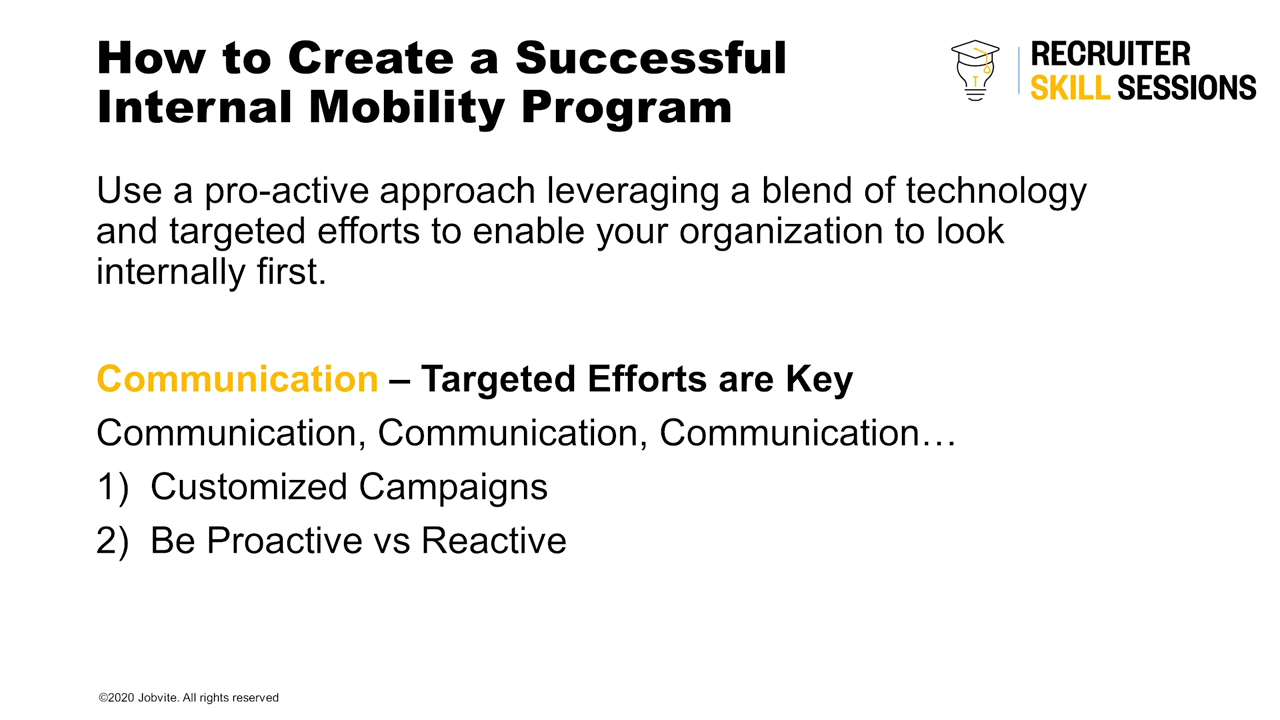 How to Create a Successful
Internal Mobility Program
RECRUITER
SKILL SESSIONS
Use a pro-active approach leveraging a blend of technology
and targeted efforts to enable your organization to look
internally first.
Communication – Targeted Efforts are Key
Communication, Communication, Communication…
1) Customized Campaigns
2) Be Proactive vs Reactive
©2020 Jobvite. All rights reserved